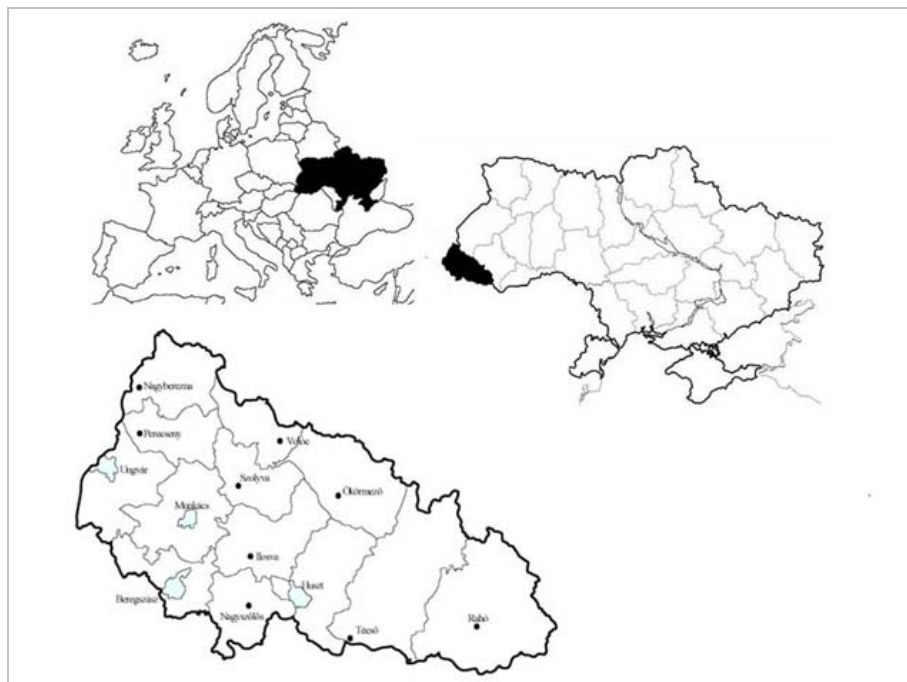 Nagyberezna
Perecseny
Volóc
Ungvár
Szolyva
Ökörmező
Munkács
Ilosva
Huszt
Beregszász
Nagyszőlős
Técső
Rahó